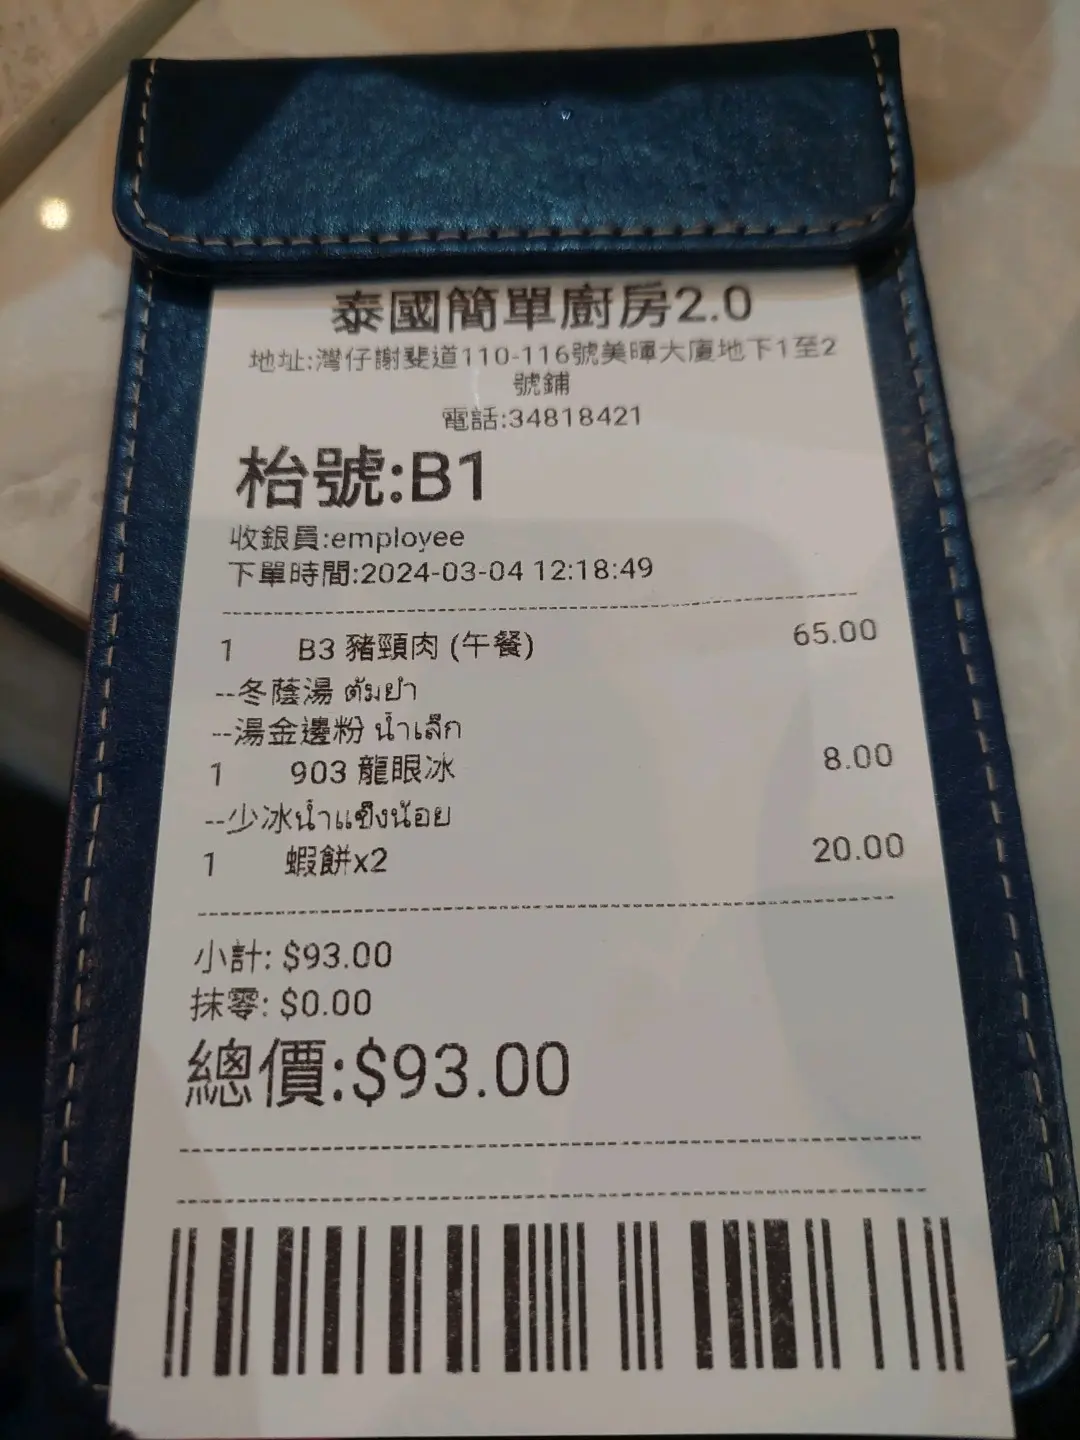 泰國簡單廚房2.0
地址:灣仔謝斐道110-116號美暉大廈地下1至2
號鋪
電話:34818421
枱號:B1
收銀員:employee
下單時間:2024-03-04 12:18:49
1 B3 豬頸肉 (午餐) 65.00
--冬蔭湯 ต้มยำ
--湯金邊粉 น้ำเล็ก
1 903 龍眼冰 8.00
--少冰น้ำแข็งน้อย
1 蝦餅x2 20.00
小計: $93.00
抹零: $0.00
總價:$93.00